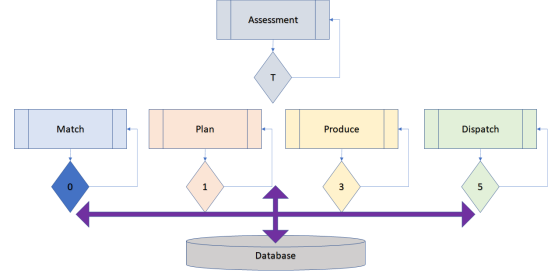 Assessment
T
Match
Plan
Produce
Dispatch
0
1
3
5
Database